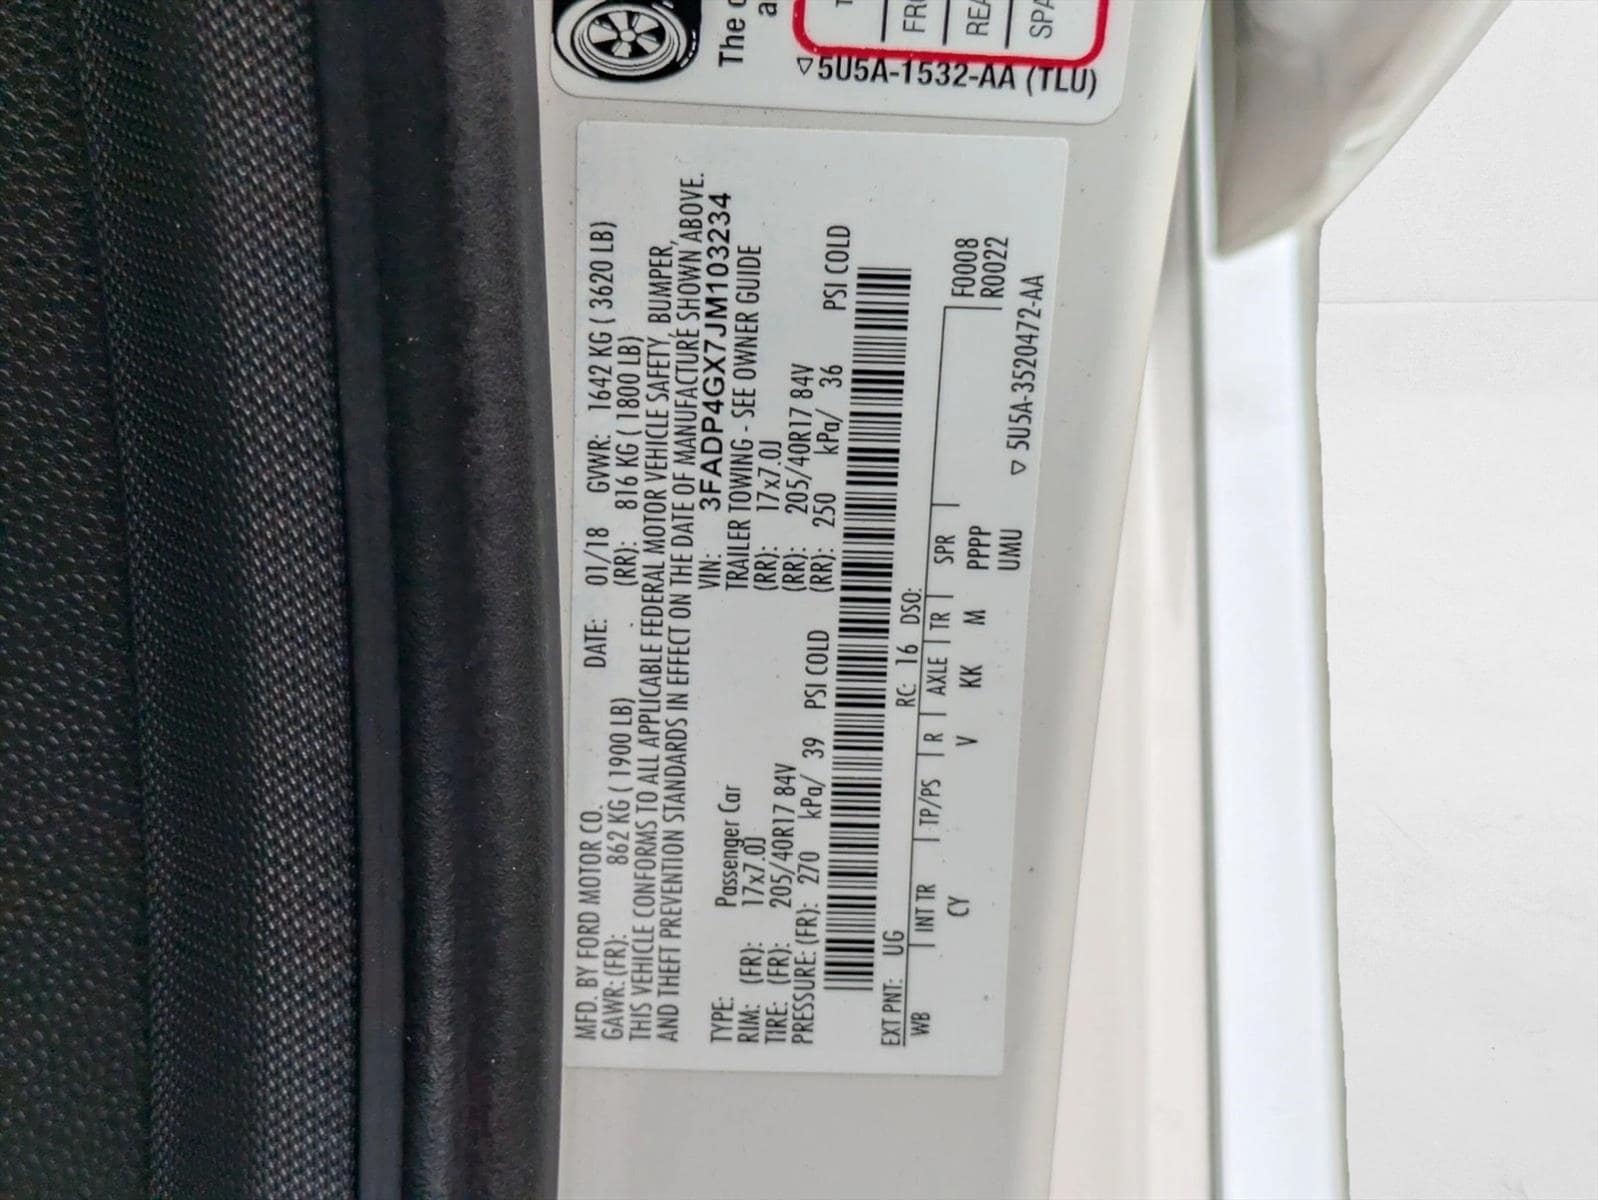 The
▽5U5A-1532-AA (TLU)
MFD. BY FORD MOTOR CO. DATE: 01/18 GVWR: 1642 KG ( 3620 LB)
GAWR: (FR): 862 KG ( 1900 LB) (RR): 816 KG ( 1800 LB)
THIS VEHICLE CONFORMS TO ALL APPLICABLE FEDERAL MOTOR VEHICLE SAFETY, BUMPER,
AND THEFT PREVENTION STANDARDS IN EFFECT ON THE DATE OF MANUFACTURE SHOWN ABOVE.
VIN: 3FADP4GX7JM103234
TYPE: Passenger Car TRAILER TOWING - SEE OWNER GUIDE
RIM: (FR): 17x7.0J (RR): 17x7.0J
TIRE: (FR): 205/40R17 84V (RR): 205/40R17 84V
PRESSURE: (FR): 270 kPa/ 39 PSI COLD (RR): 250 kPa/ 36 PSI COLD
EXT PNT: UG RC: 16 DSO: F0008
WB | INT TR | TP/PS | R | AXLE | TR | SPR | R0022
CY V KK M PPPP
UMU
▽ 5U5A-3520472-AA